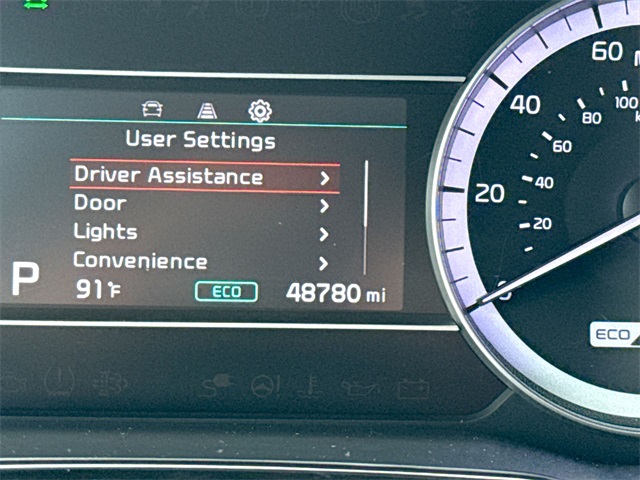 User Settings
Driver Assistance
Door
Lights
Convenience
P
91°F
ECO
48780 mi
60
40
20
0
100
80
60
40
20
ECO